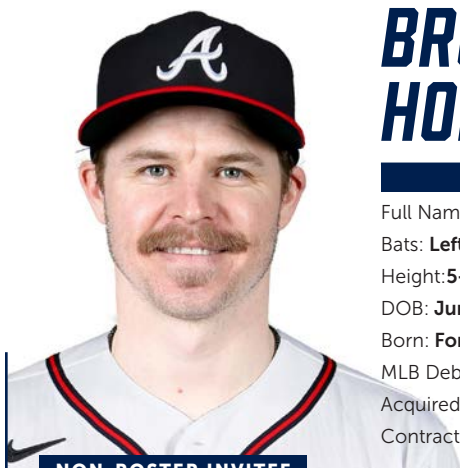 BR
HO
Full Nam
Bats: Left
Height:5-
DOB: Jun
Born: For
MLB Deb
Acquired
Contract
A
NON-ROSTER INVITEE